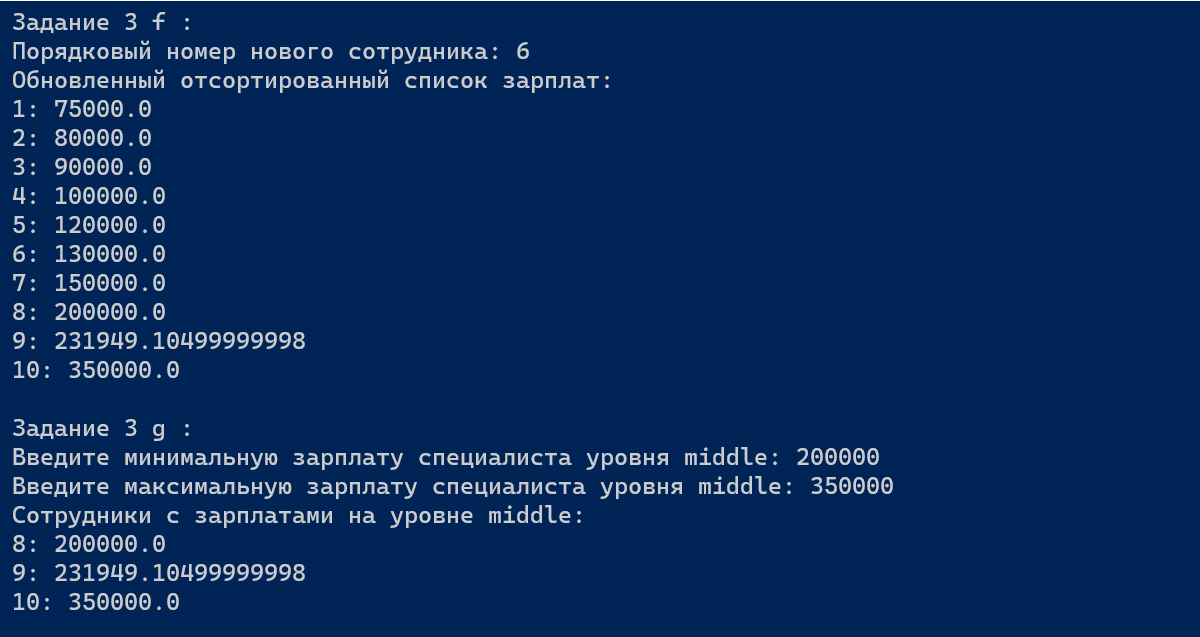 Задание 3 f :
Порядковый номер нового сотрудника: 6
Обновленный отсортированный список зарплат:
1: 75000.0
2: 80000.0
3: 90000.0
4: 100000.0
5: 120000.0
6: 130000.0
7: 150000.0
8: 200000.0
9: 231949.10499999998
10: 350000.0

Задание 3 g :
Введите минимальную зарплату специалиста уровня middle: 200000
Введите максимальную зарплату специалиста уровня middle: 350000
Сотрудники с зарплатами на уровне middle:
8: 200000.0
9: 231949.10499999998
10: 350000.0